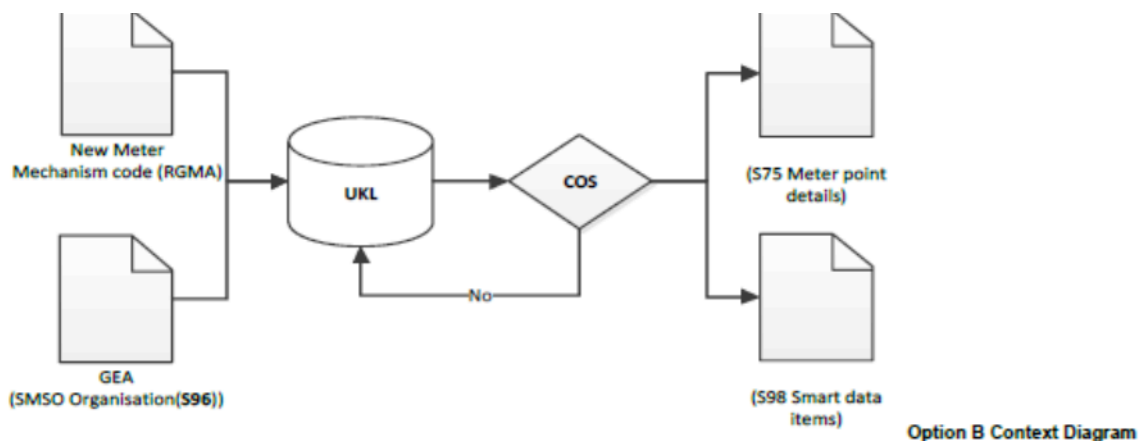 New Meter
Mechanism code (RGMA)
UKL
COS
(S75 Meter point
details)
No
GEA
(SMSO Organisation(S96))
(S98 Smart data
items)
Option B Context Diagram